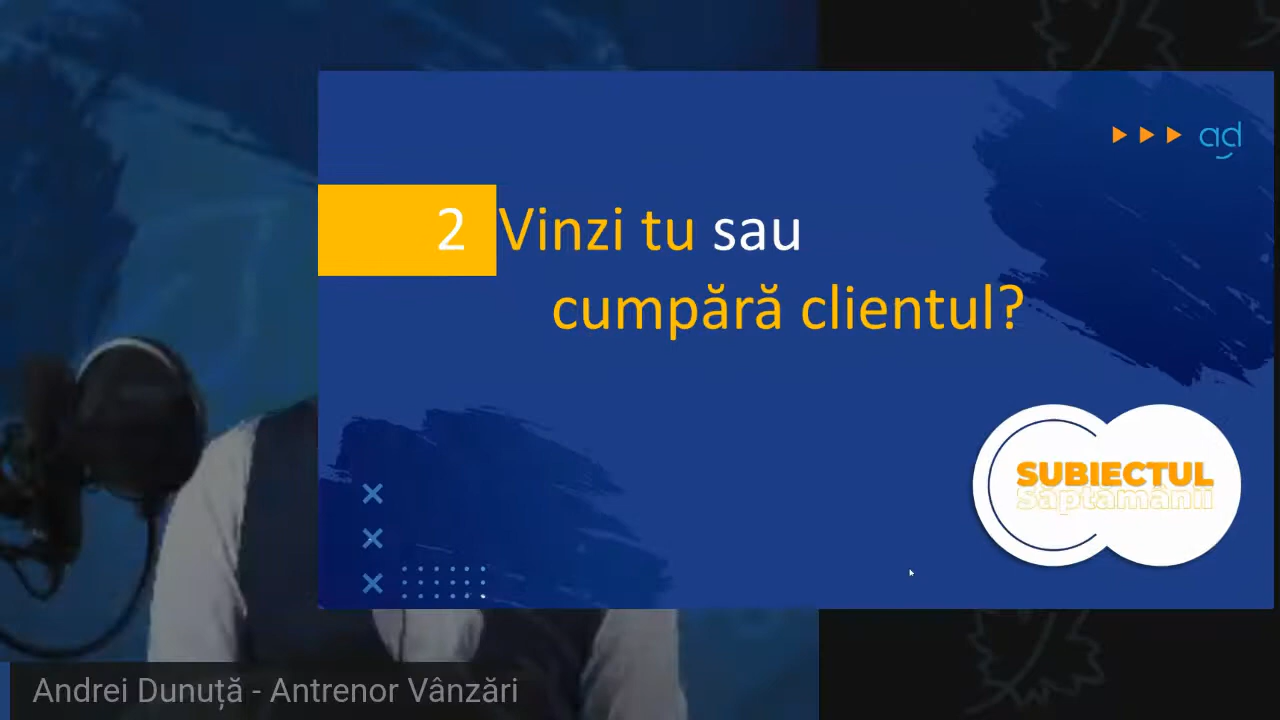 ad
2 Vinzi tu sau
cumpără clientul?
SUBIECTUL
Săptămânii
Andrei Dunuță - Antrenor Vânzări